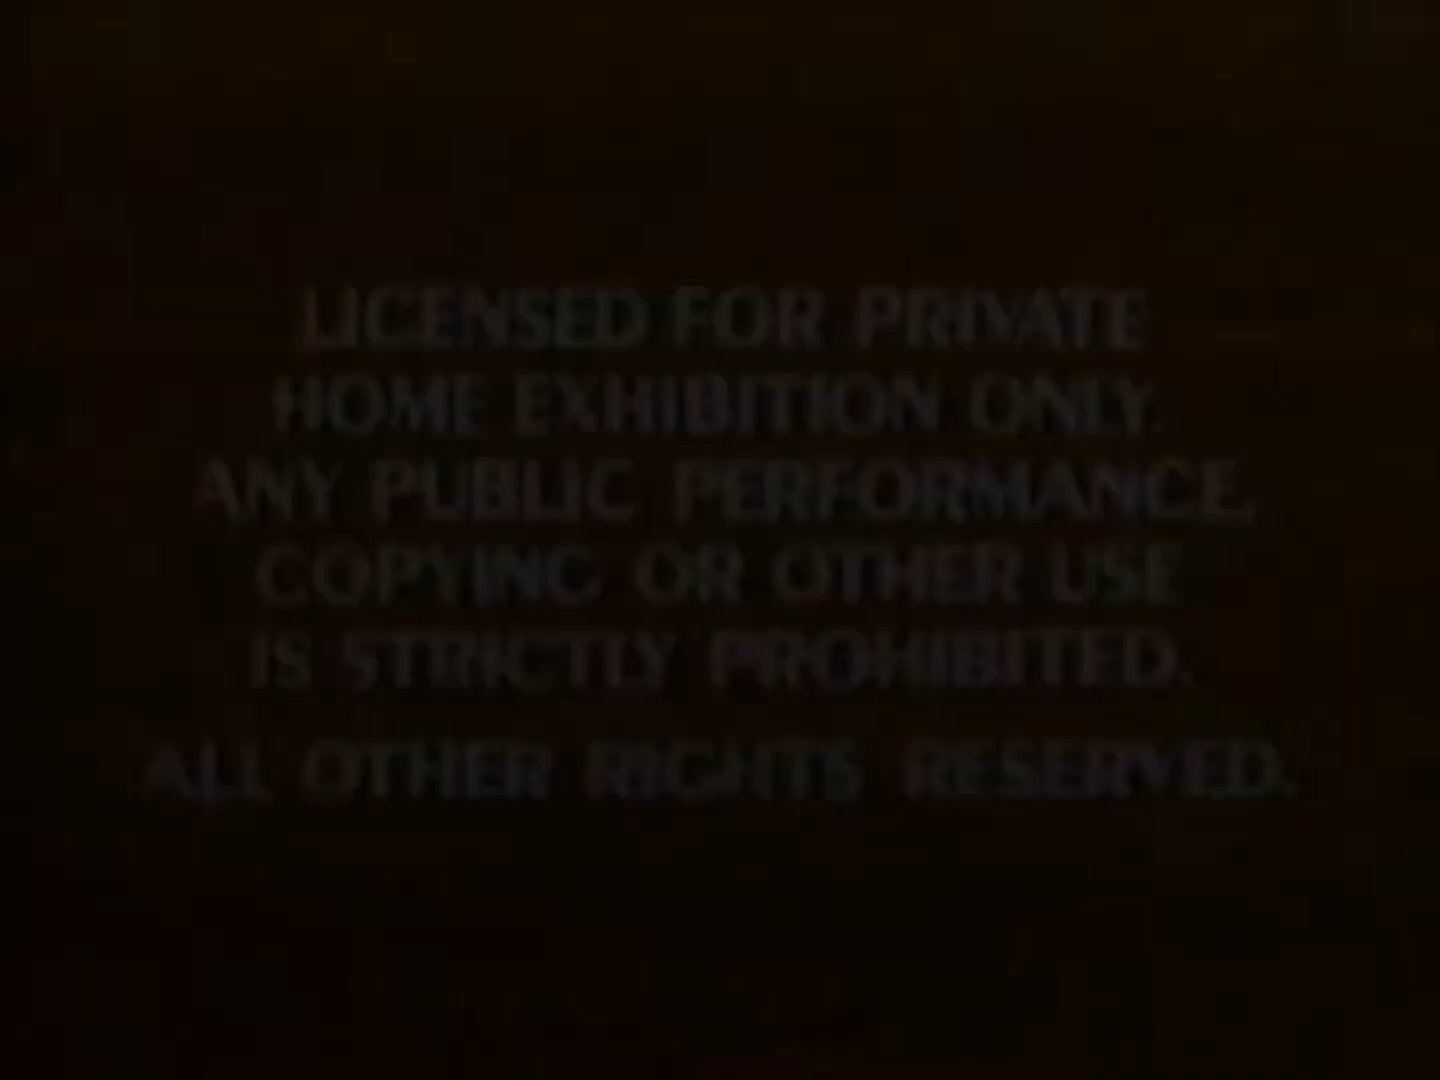 LICENSED FOR PRIVATE
HOME EXHIBITION ONLY.
ANY PUBLIC PERFORMANCE,
COPYING OR OTHER USE
IS STRICTLY PROHIBITED.
ALL OTHER RIGHTS RESERVED.